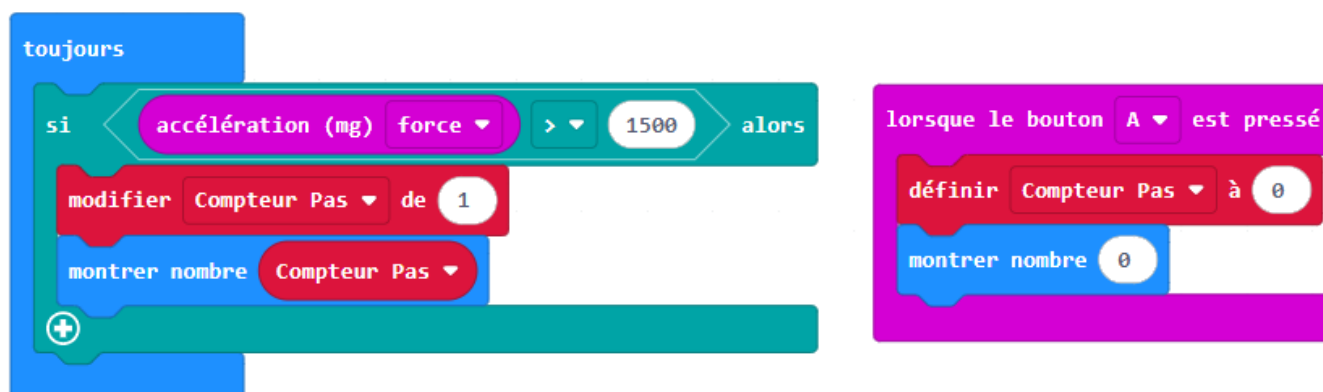 toujours
si accélération (mg) force > 1500 alors
modifier Compteur Pas de 1
montrer nombre Compteur Pas
lorsque le bouton A est pressé
définir Compteur Pas à 0
montrer nombre 0